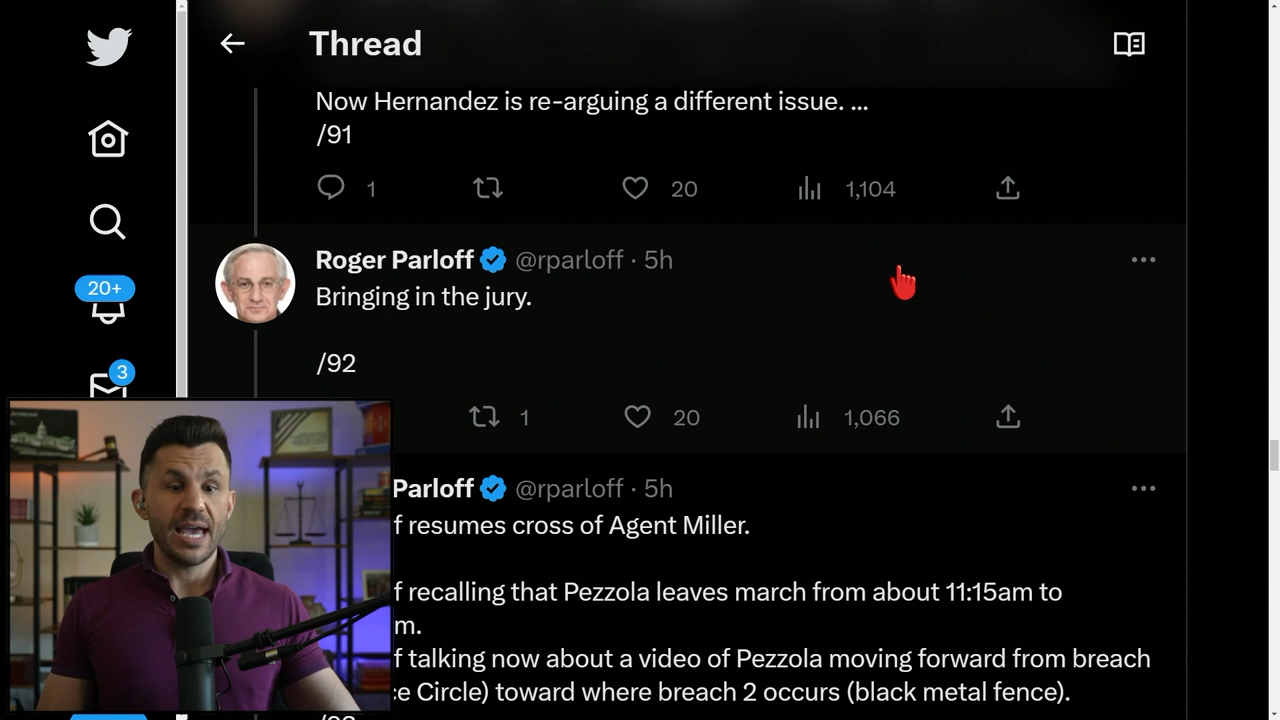 Thread
Now Hernandez is re-arguing a different issue. ...
/91
1 20 1,104
Roger Parloff @rparloff · 5h
Bringing in the jury.
20+
/92
3
1 20 1,066
Parloff @rparloff · 5h
f resumes cross of Agent Miller.
f recalling that Pezzola leaves march from about 11:15am to
m.
f talking now about a video of Pezzola moving forward from breach
e Circle) toward where breach 2 occurs (black metal fence).